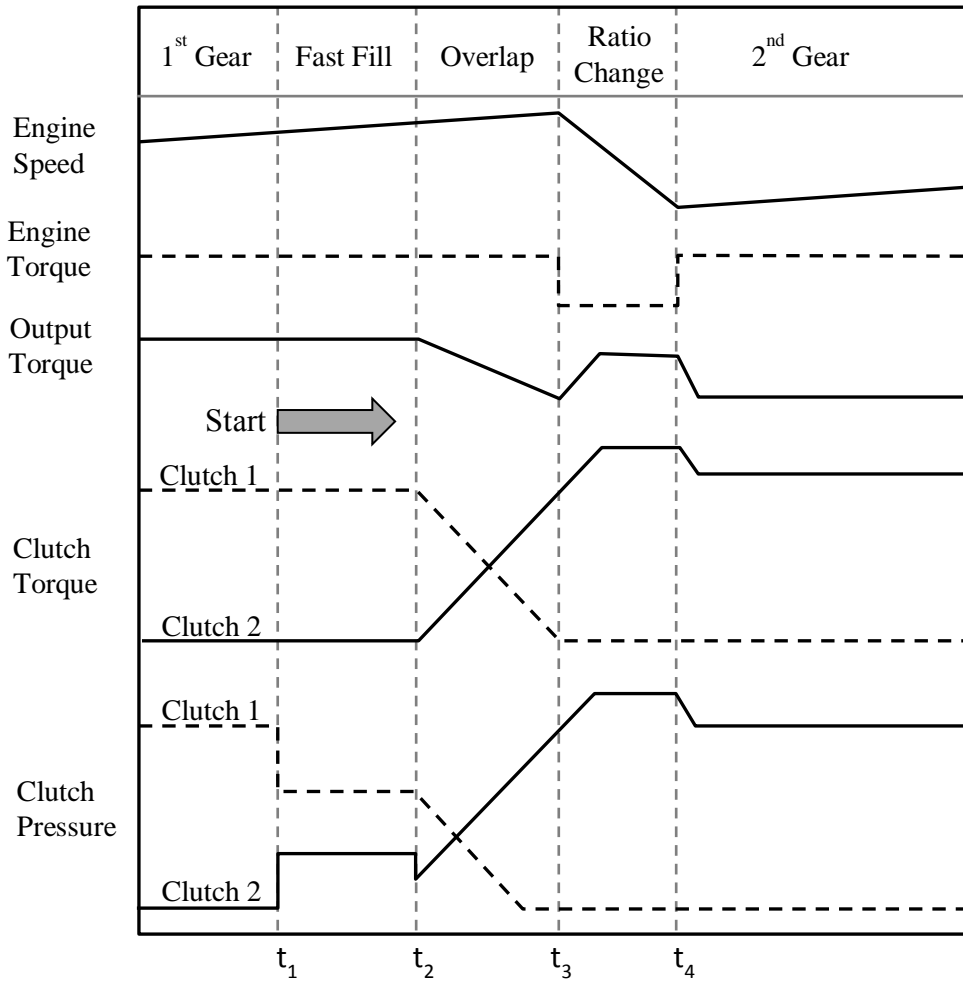 1st Gear
Fast Fill
Overlap
Ratio
Change
2nd Gear
Engine
Speed
Engine
Torque
Output
Torque
Start
Clutch 1
Clutch
Torque
Clutch 2
Clutch 1
Clutch
Pressure
Clutch 2
t1
t2
t3
t4